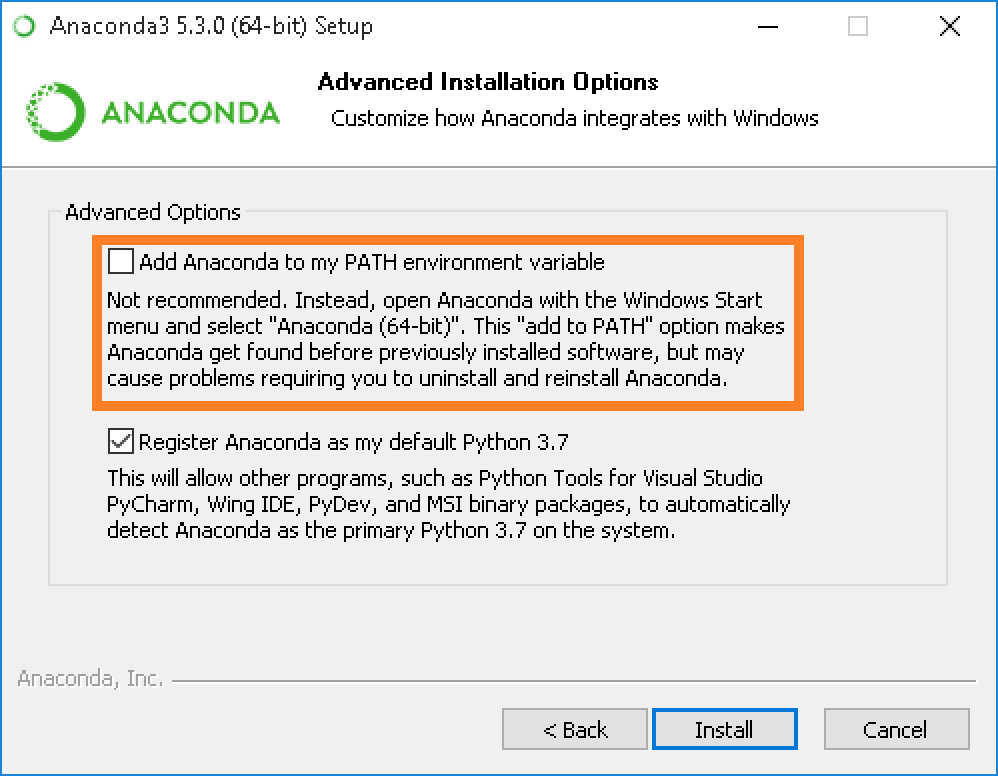 Anaconda3 5.3.0 (64-bit) Setup
ANACONDA
Advanced Installation Options
Customize how Anaconda integrates with Windows
Advanced Options
Add Anaconda to my PATH environment variable
Not recommended. Instead, open Anaconda with the Windows Start
menu and select "Anaconda (64-bit)". This "add to PATH" option makes
Anaconda get found before previously installed software, but may
cause problems requiring you to uninstall and reinstall Anaconda.
Register Anaconda as my default Python 3.7
This will allow other programs, such as Python Tools for Visual Studio
PyCharm, Wing IDE, PyDev, and MSI binary packages, to automatically
detect Anaconda as the primary Python 3.7 on the system.
Anaconda, Inc.
< Back
Install
Cancel